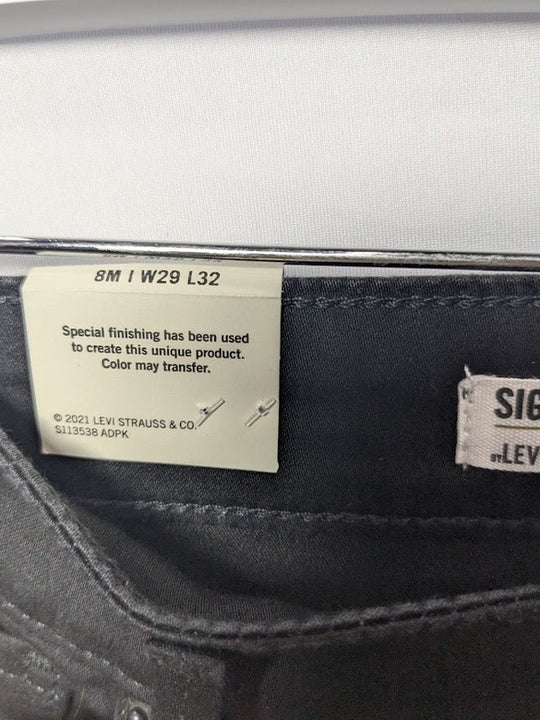 8M | W29 L32
Special finishing has been used
to create this unique product.
Color may transfer.
© 2021 LEVI STRAUSS & CO.
S113538 ADPK
SIG
BY LEV